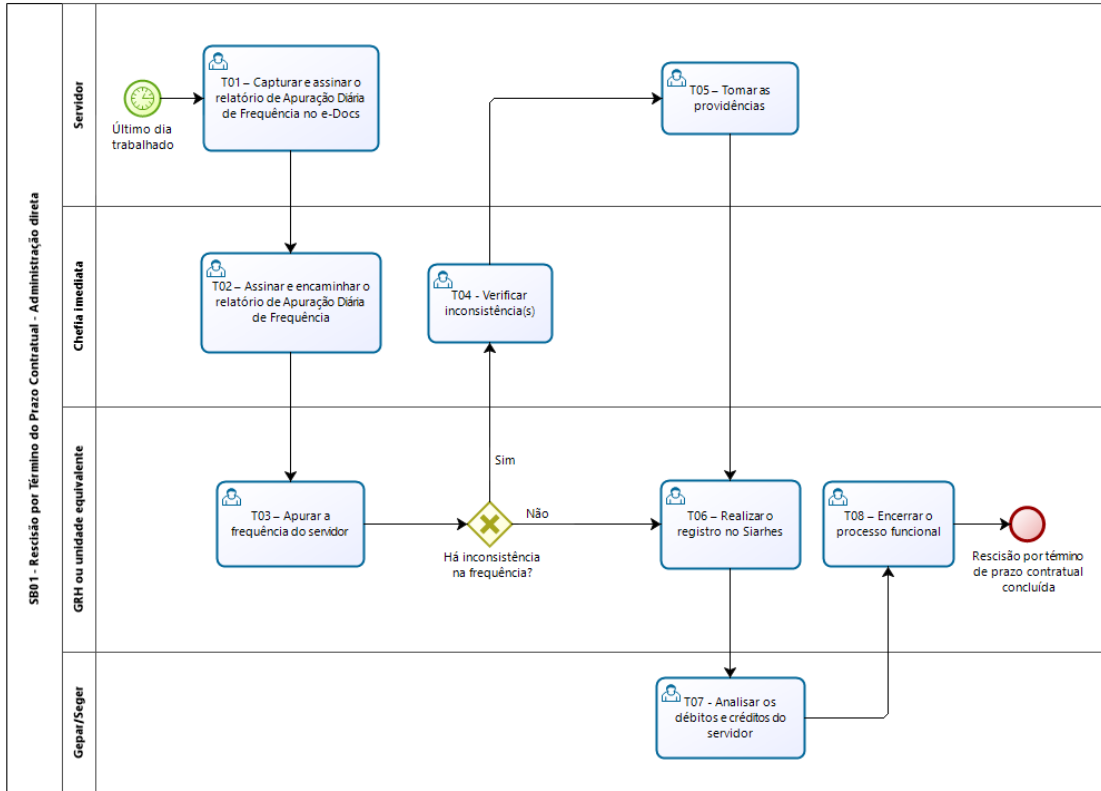 SB01 - Rescisão por Término do Prazo Contratual - Administração direta
Servidor
Último dia
trabalhado
T01 – Capturar e assinar o
relatório de Apuração Diária
de Frequência no e-Docs
T05 – Tomar as
providências
Chefia imediata
T02 – Assinar e encaminhar o
relatório de Apuração Diária
de Frequência
T04 - Verificar
inconsistência(s)
GRH ou unidade equivalente
T03 – Apurar a
frequência do servidor
Sim
Não
Há inconsistência
na frequência?
T06 – Realizar o
registro no Siarhes
T08 – Encerrar o
processo funcional
Rescisão por término
de prazo contratual
concluída
Gepar/Seger
T07 - Analisar os
débitos e créditos do
servidor